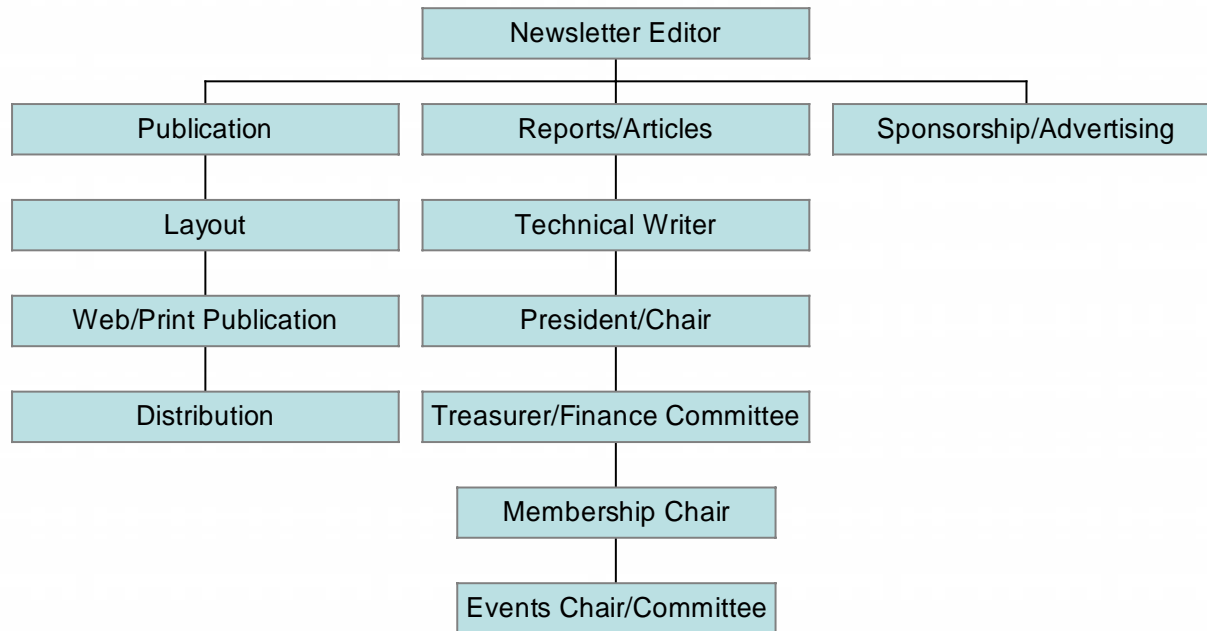 Newsletter Editor
Publication
Reports/Articles
Sponsorship/Advertising
Layout
Technical Writer
Web/Print Publication
President/Chair
Distribution
Treasurer/Finance Committee
Membership Chair
Events Chair/Committee